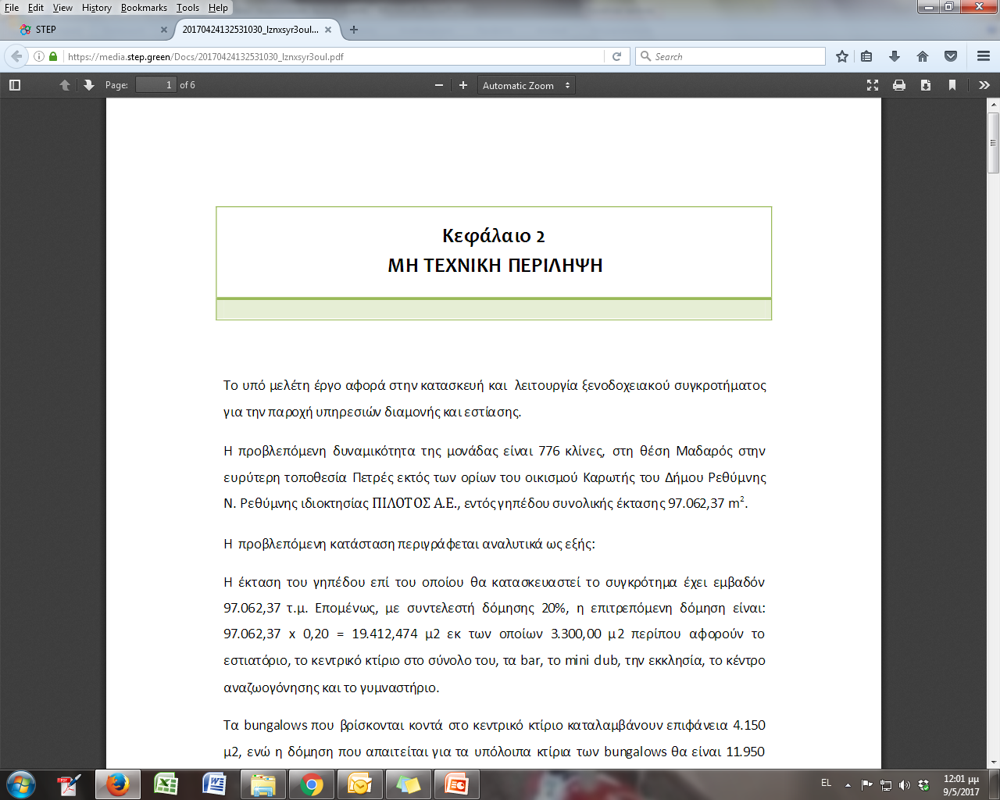 File Edit View History Bookmarks Tools Help
STEP
20170424132531030_lznxsyr3oul...
https://media.step.green/Docs/20170424132531030_lznxsyr3oul.pdf
Search
Page: 1 of 6
Automatic Zoom
Κεφάλαιο 2
ΜΗ ΤΕΧΝΙΚΗ ΠΕΡΙΛΗΨΗ
Το υπό μελέτη έργο αφορά στην κατασκευή και λειτουργία ξενοδοχειακού συγκροτήματος
για την παροχή υπηρεσιών διαμονής και εστίασης.
Η προβλεπόμενη δυναμικότητα της μονάδας είναι 776 κλίνες, στη θέση Μαδαρός στην
ευρύτερη τοποθεσία Πετρές εκτός των ορίων του οικισμού Καρωτής του Δήμου Ρεθύμνης
Ν. Ρεθύμνης ιδιοκτησίας ΠΙΛΟΤΟΣ Α.Ε., εντός γηπέδου συνολικής έκτασης 97.062,37 m².
Η προβλεπόμενη κατάσταση περιγράφεται αναλυτικά ως εξής:
Η έκταση του γηπέδου επί του οποίου θα κατασκευαστεί το συγκρότημα έχει εμβαδόν
97.062,37 τ.μ. Επομένως, με συντελεστή δόμησης 20%, η επιτρεπόμενη δόμηση είναι:
97.062,37 x 0,20 = 19.412,474 μ2 εκ των οποίων 3.300,00 μ2 περίπου αφορούν το
εστιατόριο, το κεντρικό κτίριο στο σύνολο του, τα bar, το mini club, την εκκλησία, το κέντρο
αναζωογόνησης και το γυμναστήριο.
Τα bungalows που βρίσκονται κοντά στο κεντρικό κτίριο καταλαμβάνουν επιφάνεια 4.150
μ2, ενώ η δόμηση που απαιτείται για τα υπόλοιπα κτίρια των bungalows θα είναι 11.950
EL
12:01 μμ
9/5/2017